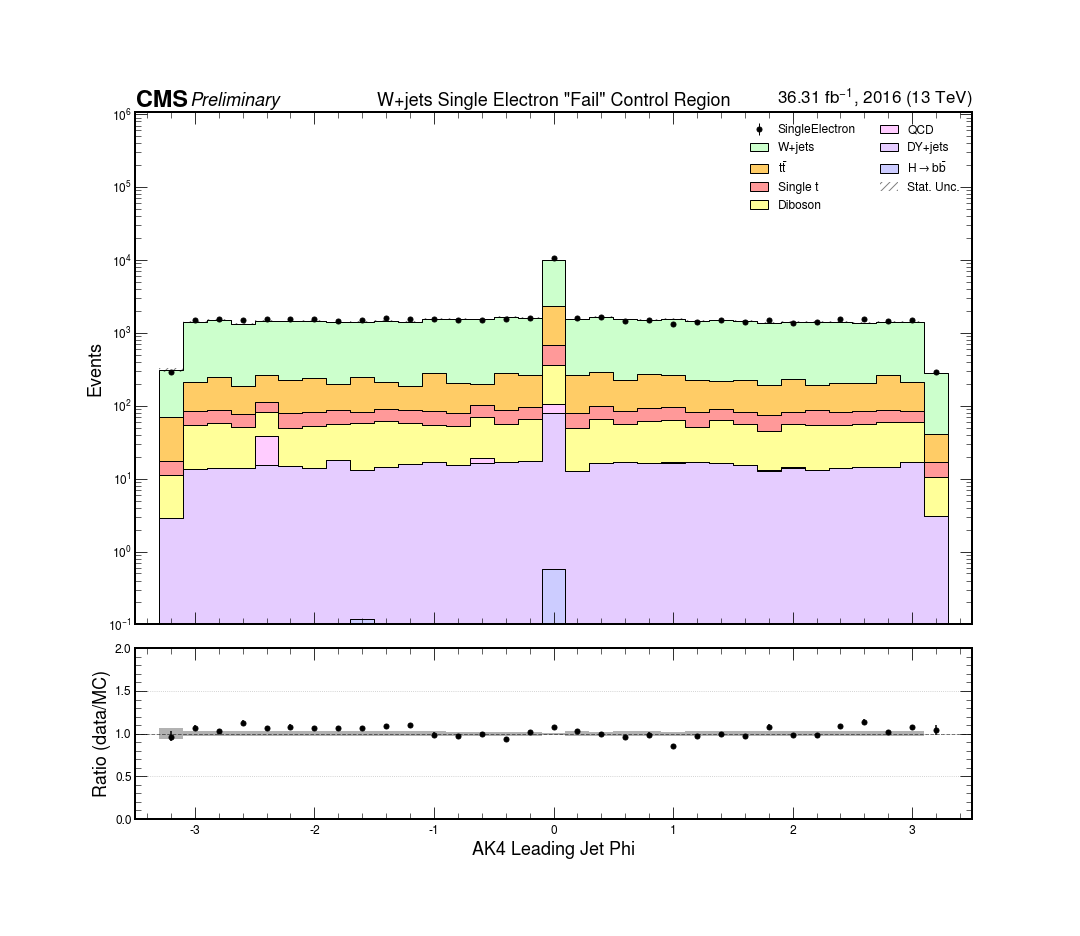 CMS Preliminary W+jets Single Electron "Fail" Control Region 36.31 fb⁻¹, 2016 (13 TeV)
10⁶
10⁵
10⁴
10³
10²
10¹
10⁰
10⁻¹
Events
SingleElectron
W+jets
tt̄
Single t
Diboson
QCD
DY+jets
H→bb̄
Stat. Unc.
2.0
1.5
1.0
0.5
0.0
Ratio (data/MC)
-3 -2 -1 0 1 2 3
AK4 Leading Jet Phi